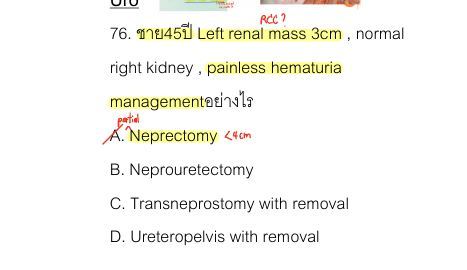 Uro
RCC ?
76. ชาย45ปี Left renal mass 3cm , normal
right kidney , painless hematuria
managementอย่างไร
partial
A. Neprectomy <4cm
B. Neprouretectomy
C. Transneprostomy with removal
D. Ureteropelvis with removal